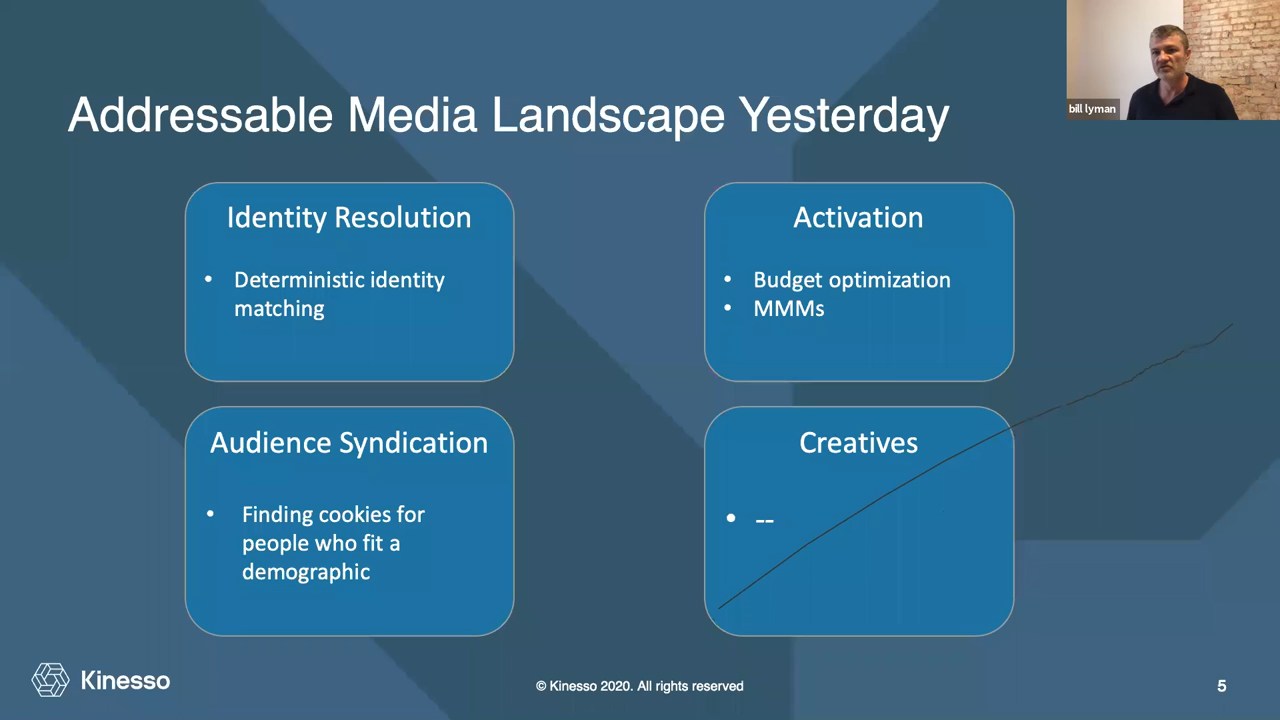 Addressable Media Landscape Yesterday
bill lyman
Identity Resolution
• Deterministic identity
matching
Activation
• Budget optimization
• MMMs
Audience Syndication
• Finding cookies for
people who fit a
demographic
Creatives
• --
Kinesso
© Kinesso 2020. All rights reserved
5